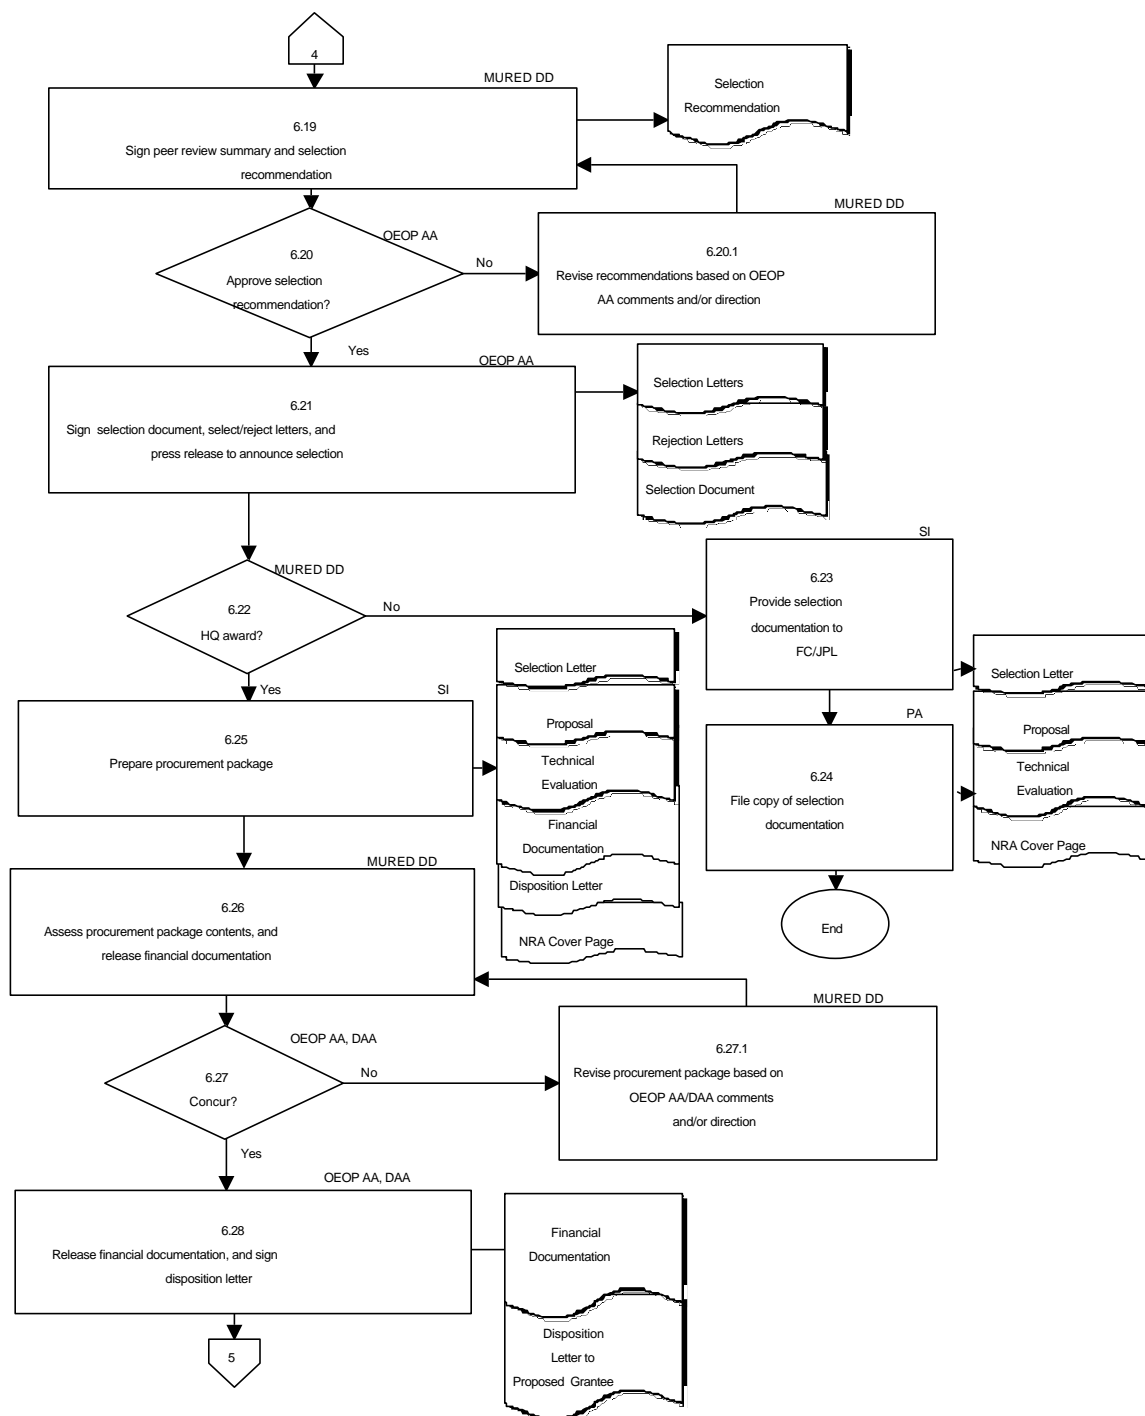 4
MURED DD
Selection
Recommendation
6.19
Sign peer review summary and selection
recommendation
OEOP AA
6.20
Approve selection
recommendation?
No
MURED DD
6.20.1
Revise recommendations based on OEOP
AA comments and/or direction
Yes
OEOP AA
6.21
Sign selection document, select/reject letters, and
press release to announce selection
Selection Letters
Rejection Letters
Selection Document
MURED DD
6.22
HQ award?
No
SI
6.23
Provide selection
documentation to
FC/JPL
Selection Letter
Proposal
Technical
Evaluation
NRA Cover Page
PA
6.24
File copy of selection
documentation
End
Yes
SI
6.25
Prepare procurement package
Selection Letter
Proposal
Technical
Evaluation
Financial
Documentation
Disposition Letter
NRA Cover Page
MURED DD
6.26
Assess procurement package contents, and
release financial documentation
OEOP AA, DAA
6.27
Concur?
No
MURED DD
6.27.1
Revise procurement package based on
OEOP AA/DAA comments
and/or direction
Yes
OEOP AA, DAA
6.28
Release financial documentation, and sign
disposition letter
Financial
Documentation
Disposition
Letter to
Proposed Grantee
5